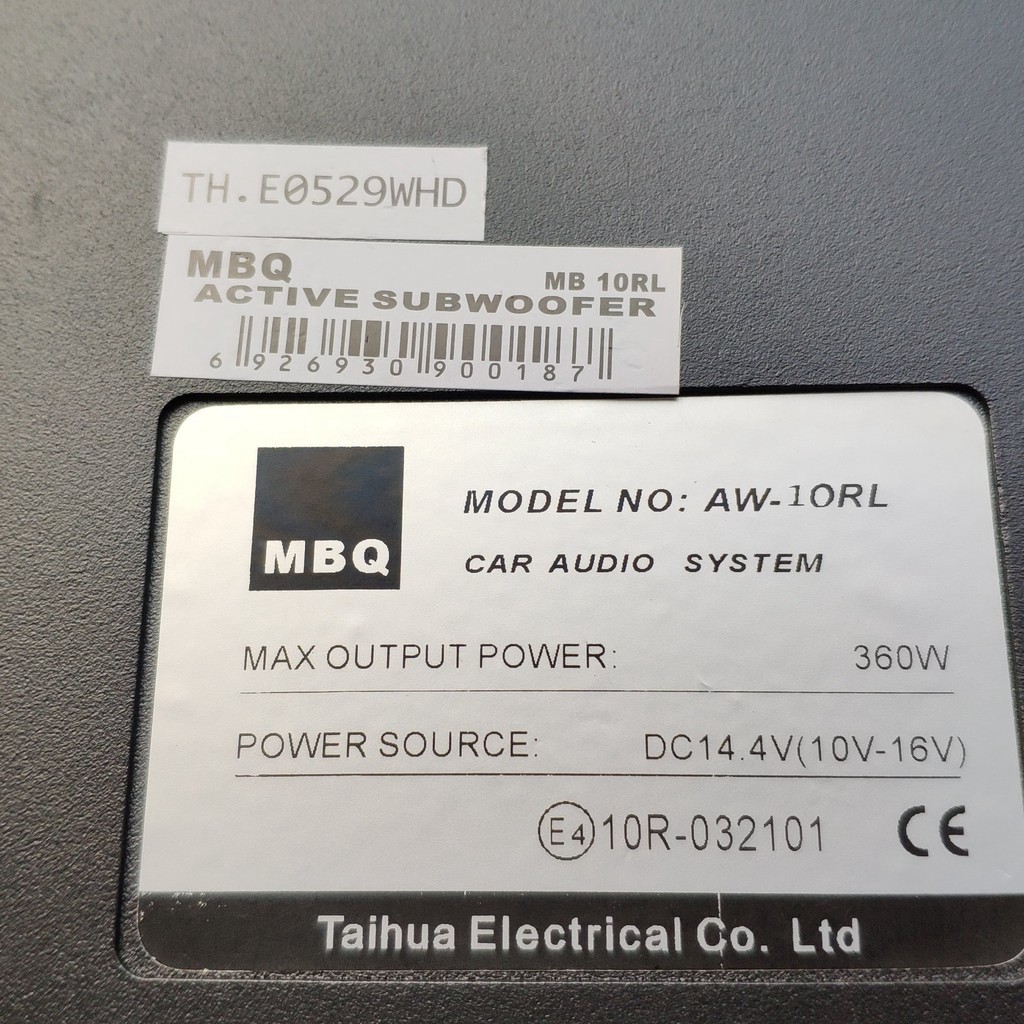 TH.E0529WHD
MBQ
MB 10RL
ACTIVE SUBWOOFER
6 926930 900187
MBQ
MODEL NO: AW-10RL
CAR AUDIO SYSTEM
MAX OUTPUT POWER: 360W
POWER SOURCE: DC14.4V(10V-16V)
E4 10R-032101 CE
Taihua Electrical Co. Ltd